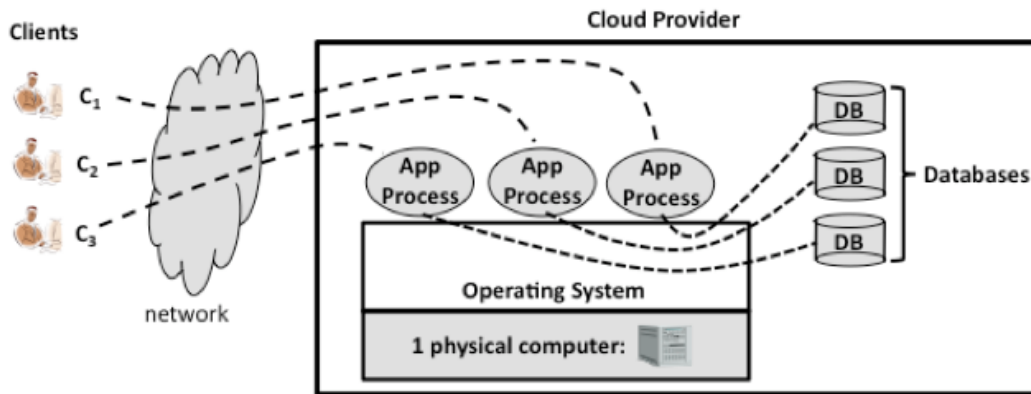 Cloud Provider
Clients
C1
C2
C3
network
App
Process
App
Process
App
Process
DB
DB
DB
Databases
Operating System
1 physical computer: